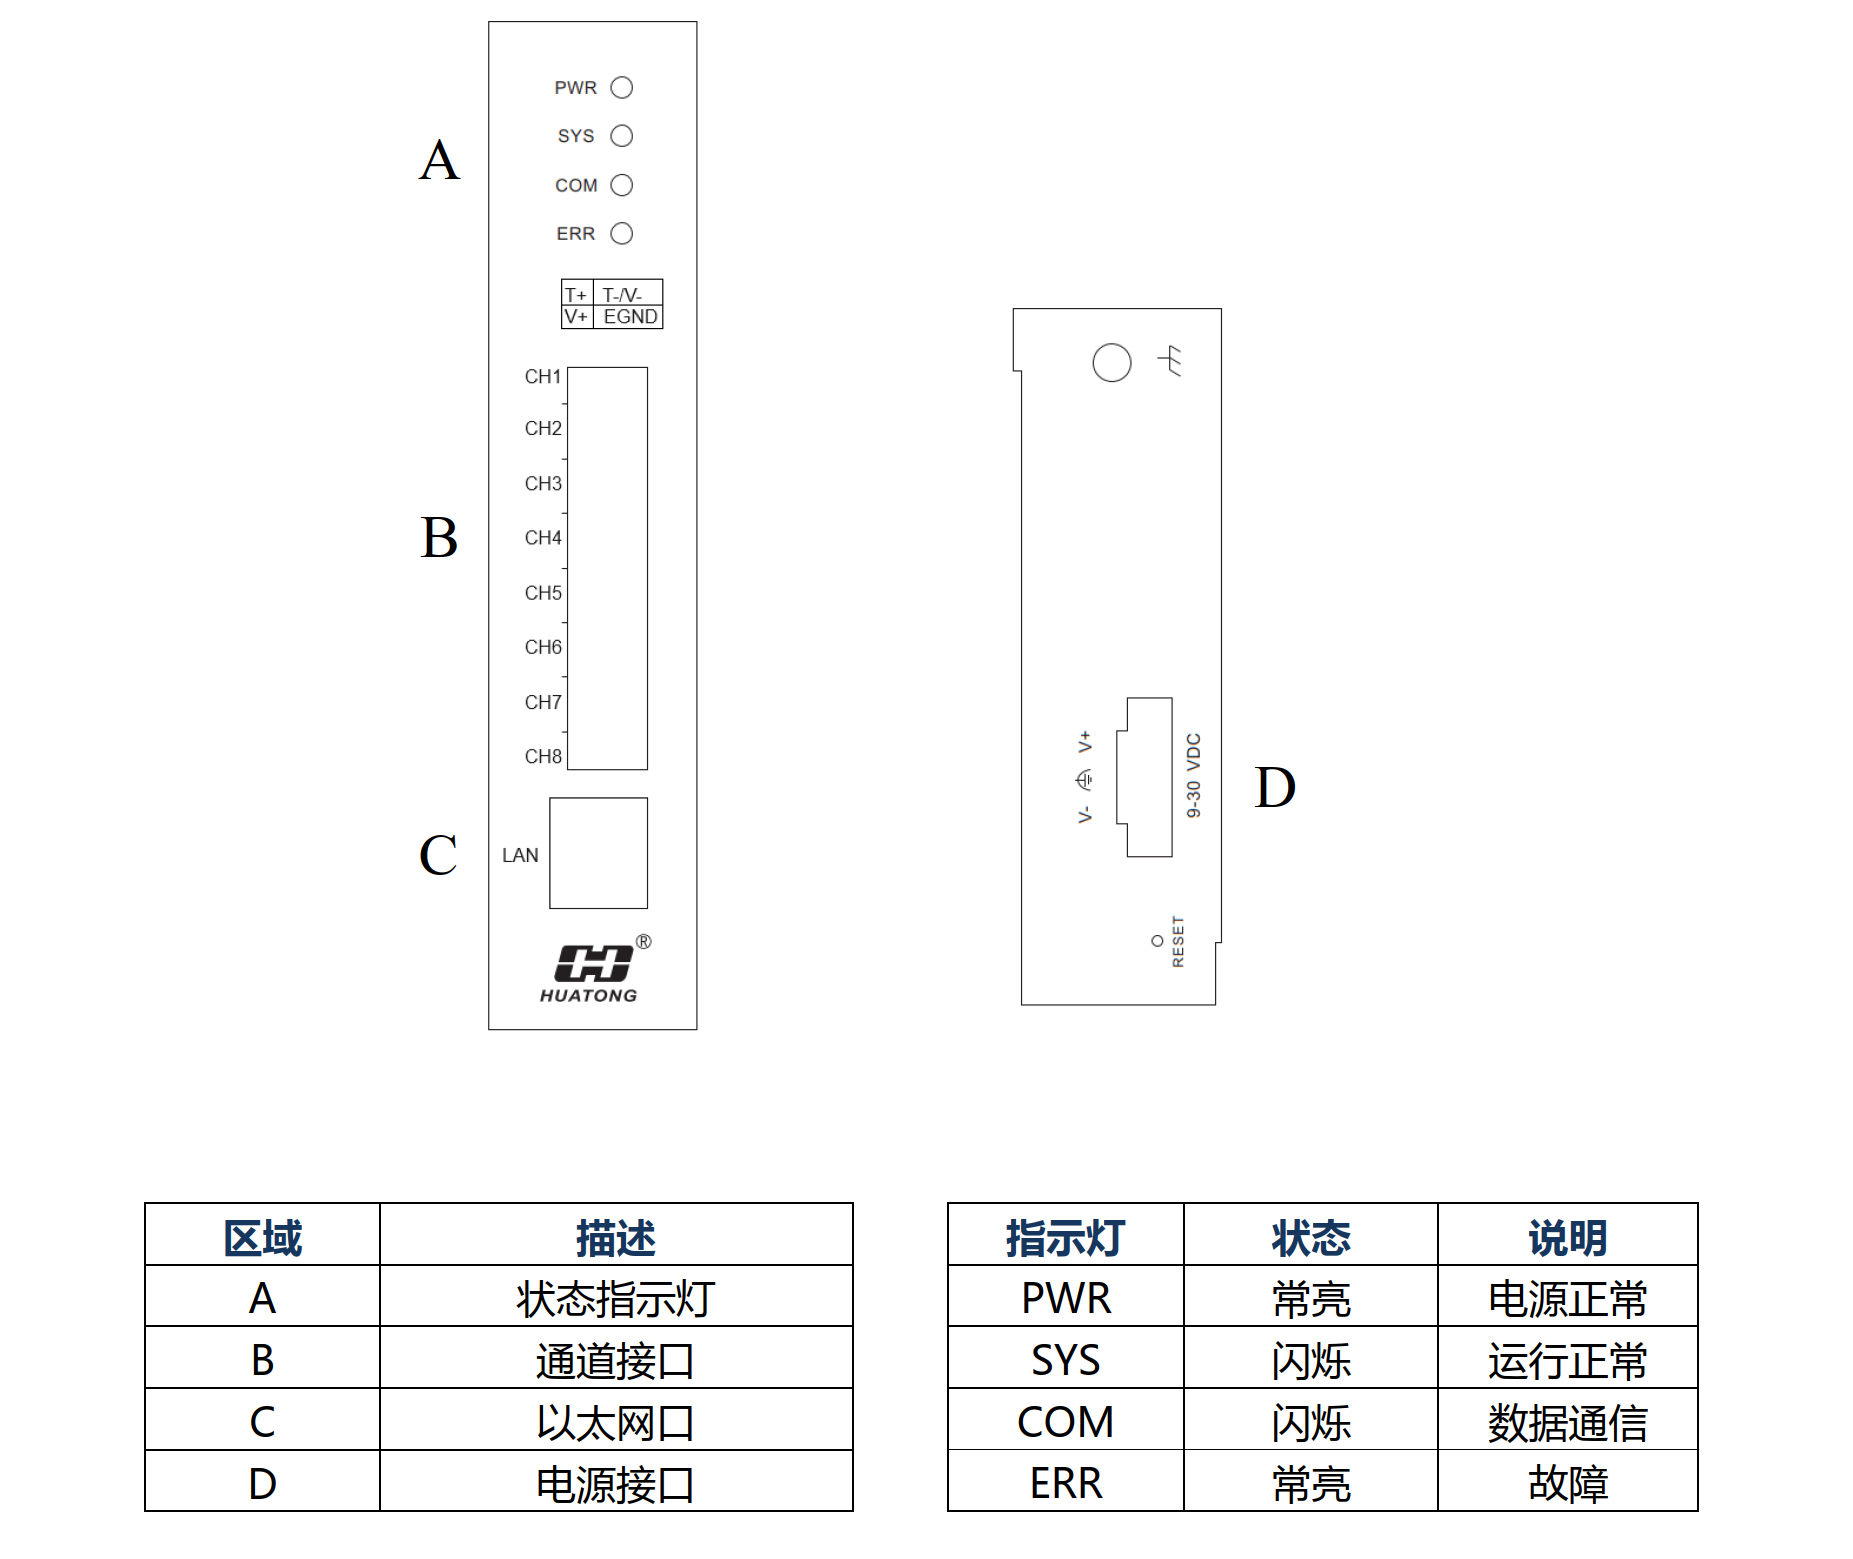 A
PWR
SYS
COM
ERR
T+ T-/V-
V+ EGND
B
CH1
CH2
CH3
CH4
CH5
CH6
CH7
CH8
C
LAN
®
HUATONG
V- V+
9-30 VDC
D
RESET
区域 描述
A 状态指示灯
B 通道接口
C 以太网口
D 电源接口
指示灯 状态 说明
PWR 常亮 电源正常
SYS 闪烁 运行正常
COM 闪烁 数据通信
ERR 常亮 故障